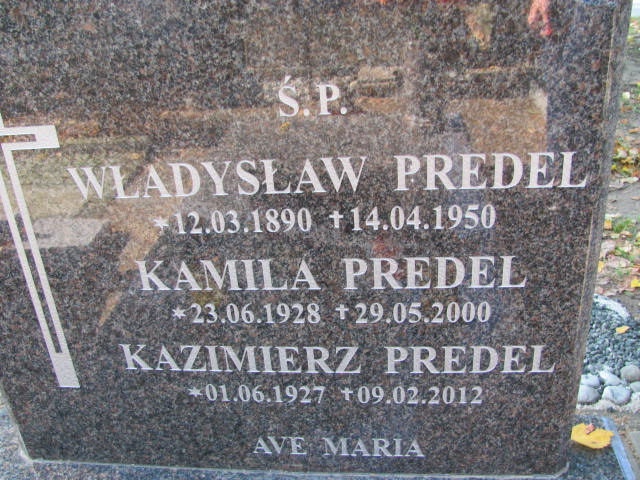 Ś.P.
WŁADYSŁAW PREDEL
*12.03.1890 †14.04.1950
KAMILA PREDEL
*23.06.1928 †29.05.2000
KAZIMIERZ PREDEL
*01.06.1927 †09.02.2012
AVE MARIA